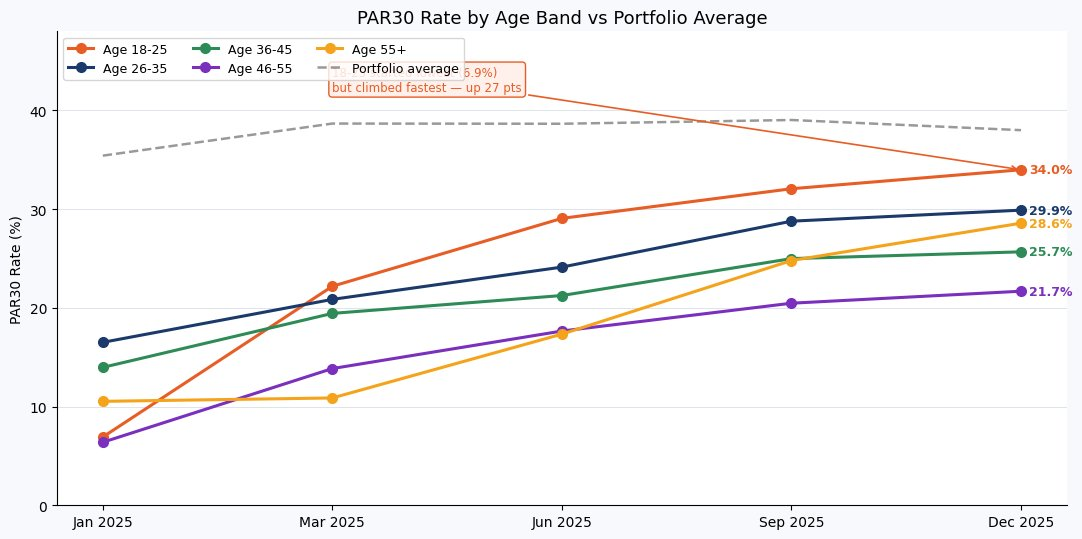 PAR30 Rate by Age Band vs Portfolio Average
Age 18-25
Age 26-35
Age 36-45
Age 46-55
Age 55+
Portfolio average
6.9%)
but climbed fastest — up 27 pts
PAR30 Rate (%)
40
30
20
10
0
34.0%
29.9%
28.6%
25.7%
21.7%
Jan 2025
Mar 2025
Jun 2025
Sep 2025
Dec 2025